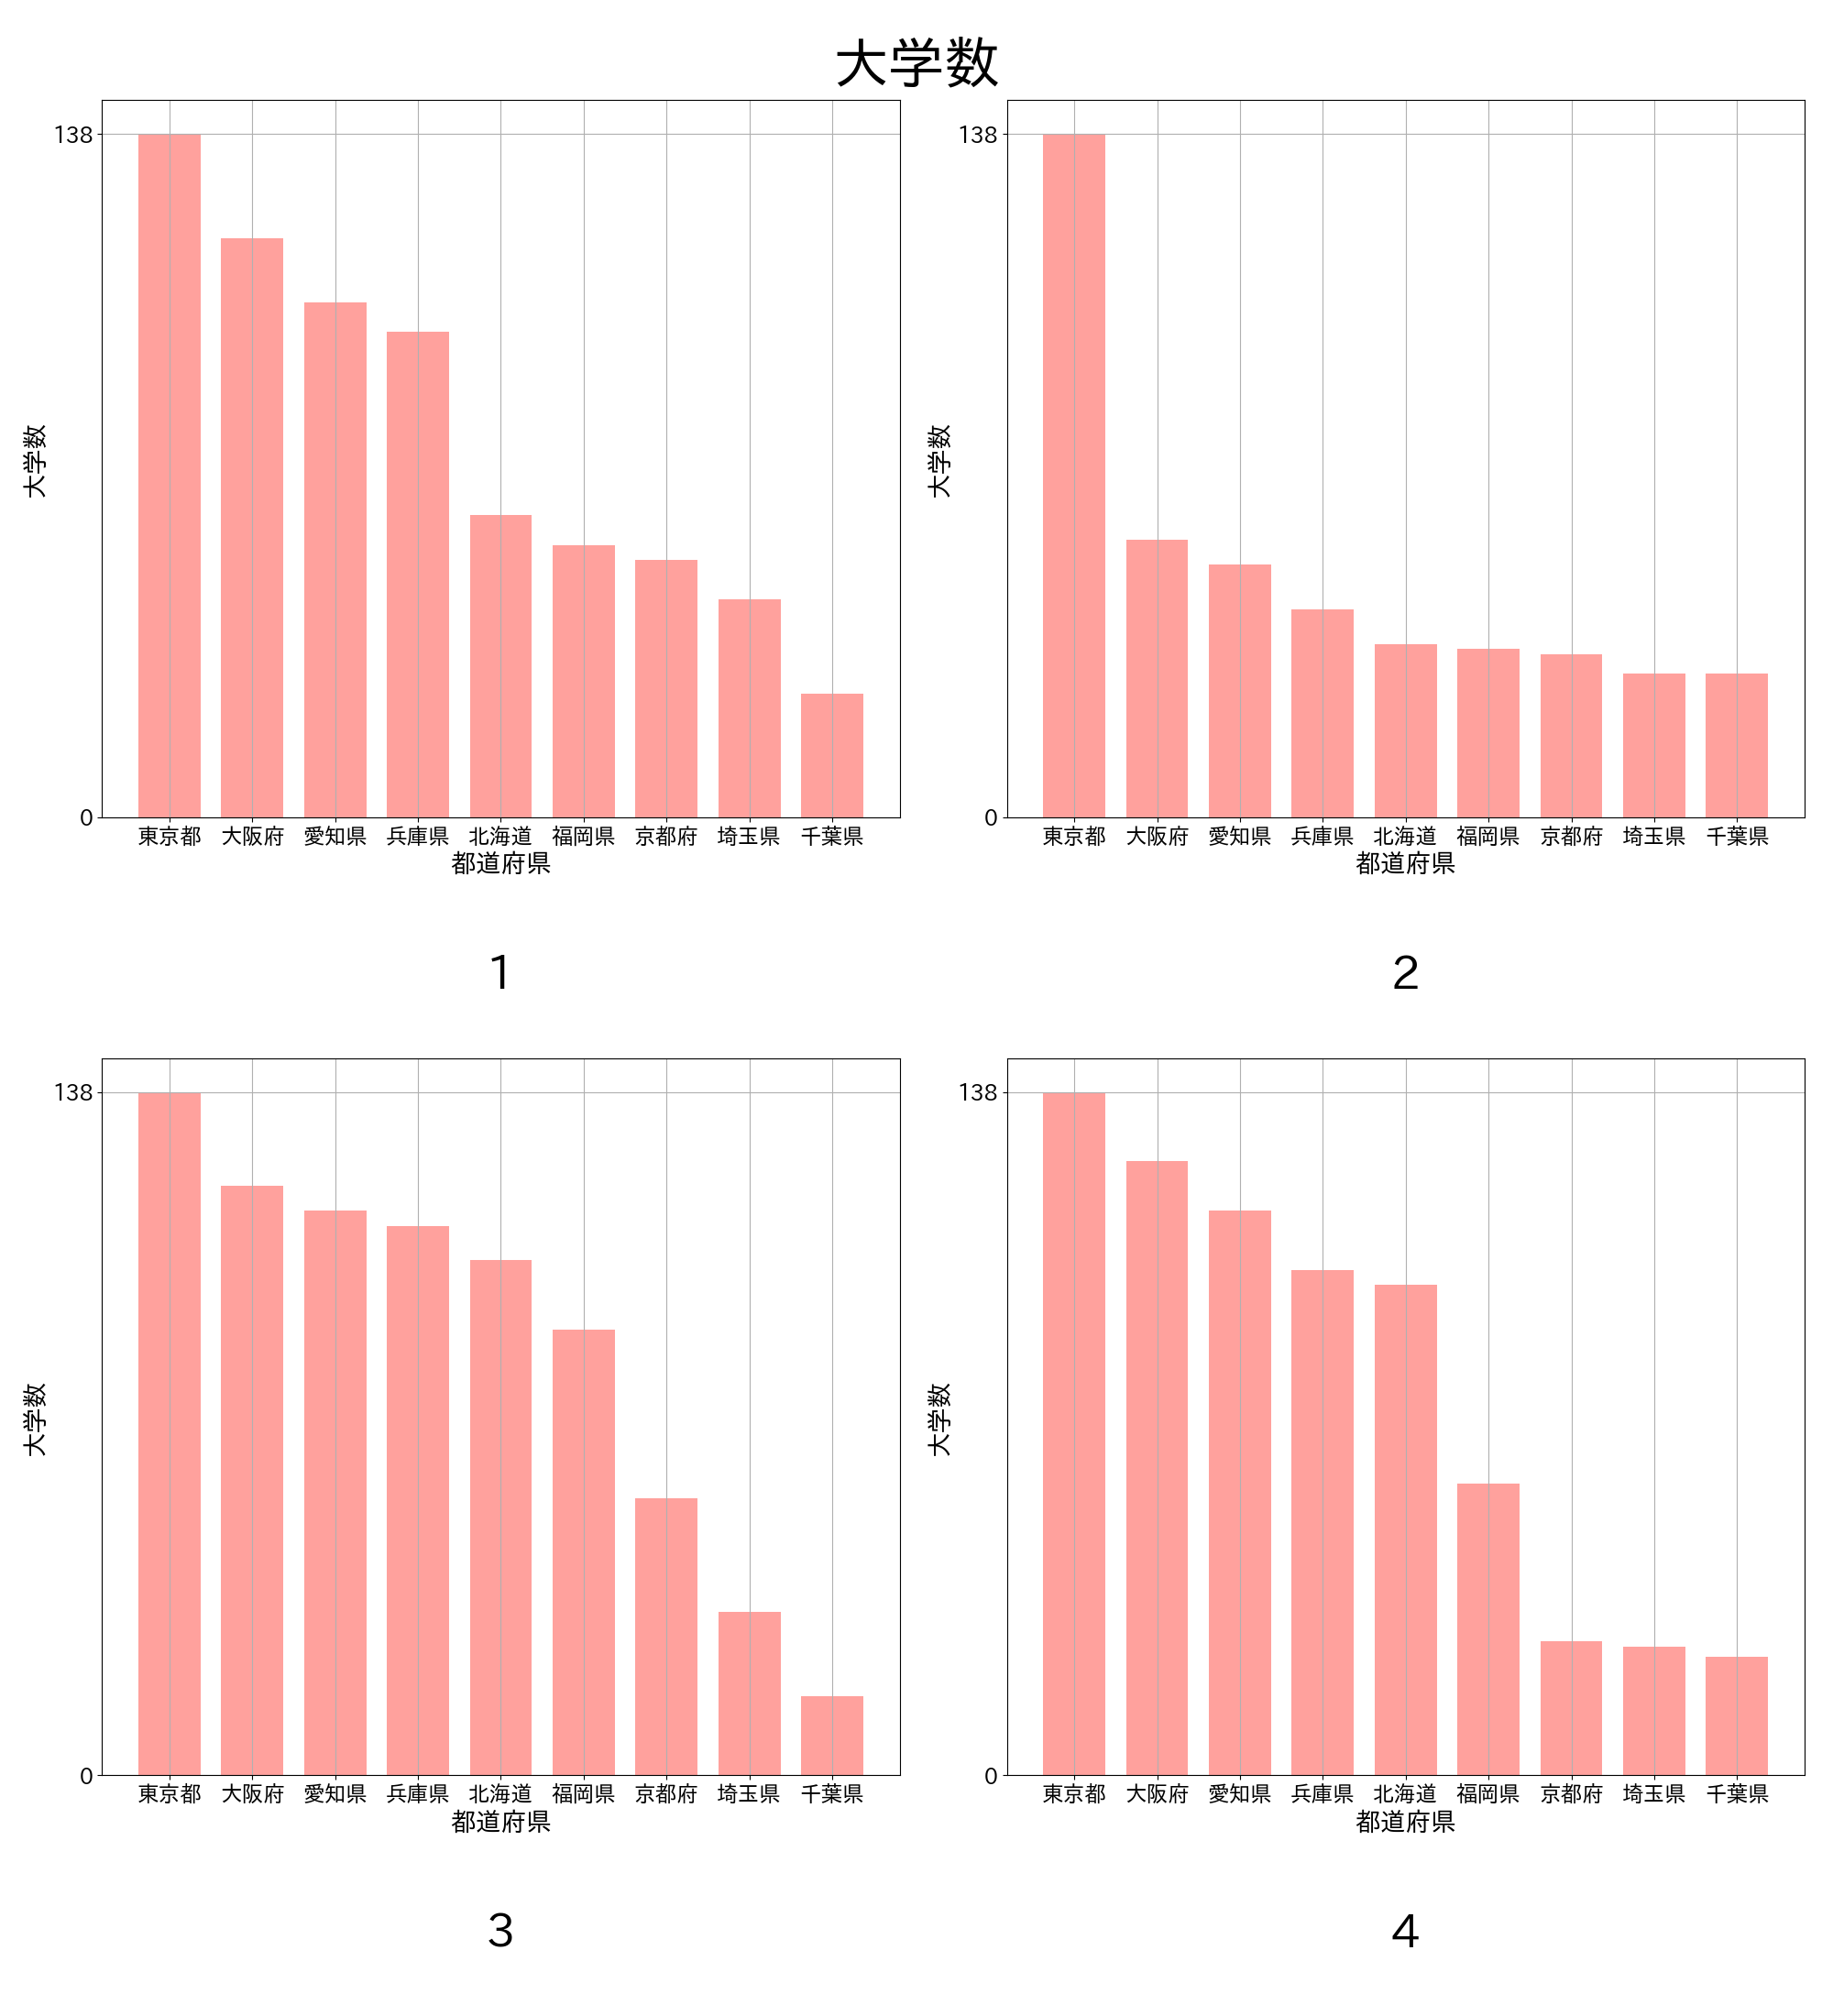 大学数
138
大学数
0
東京都 大阪府 愛知県 兵庫県 北海道 福岡県 京都府 埼玉県 千葉県
都道府県
1
138
大学数
0
東京都 大阪府 愛知県 兵庫県 北海道 福岡県 京都府 埼玉県 千葉県
都道府県
2
138
大学数
0
東京都 大阪府 愛知県 兵庫県 北海道 福岡県 京都府 埼玉県 千葉県
都道府県
3
138
大学数
0
東京都 大阪府 愛知県 兵庫県 北海道 福岡県 京都府 埼玉県 千葉県
都道府県
4